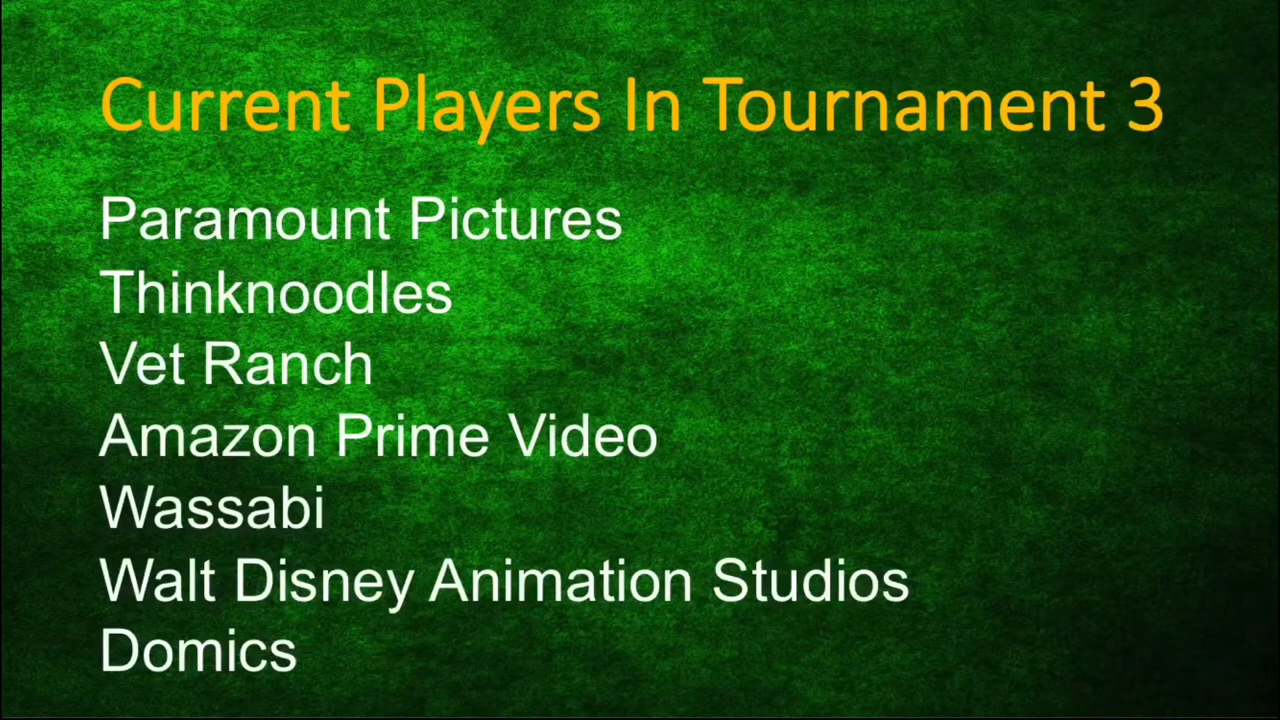 Current Players In Tournament 3
Paramount Pictures
Thinknoodles
Vet Ranch
Amazon Prime Video
Wassabi
Walt Disney Animation Studios
Domics